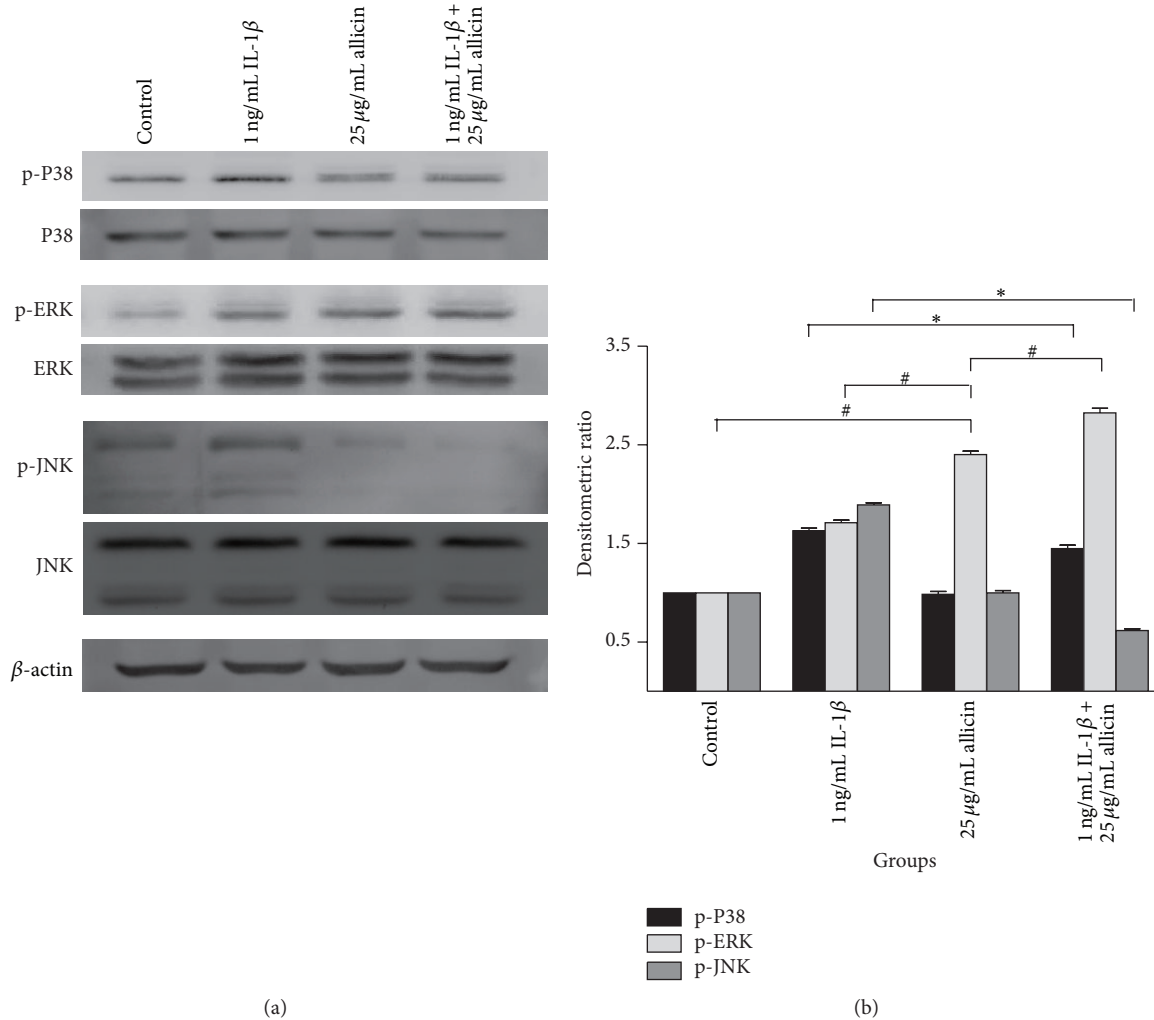 Control
1 ng/mL IL-1β
25 μg/mL allicin
1 ng/mL IL-1β +
25 μg/mL allicin
p-P38
P38
p-ERK
ERK
p-JNK
JNK
β-actin
(a)
*
*
#
#
#
3.5
2.5
1.5
0.5
Densitometric ratio
Control
1 ng/mL IL-1β
25 μg/mL allicin
1 ng/mL IL-1β +
25 μg/mL allicin
Groups
p-P38
p-ERK
p-JNK
(b)